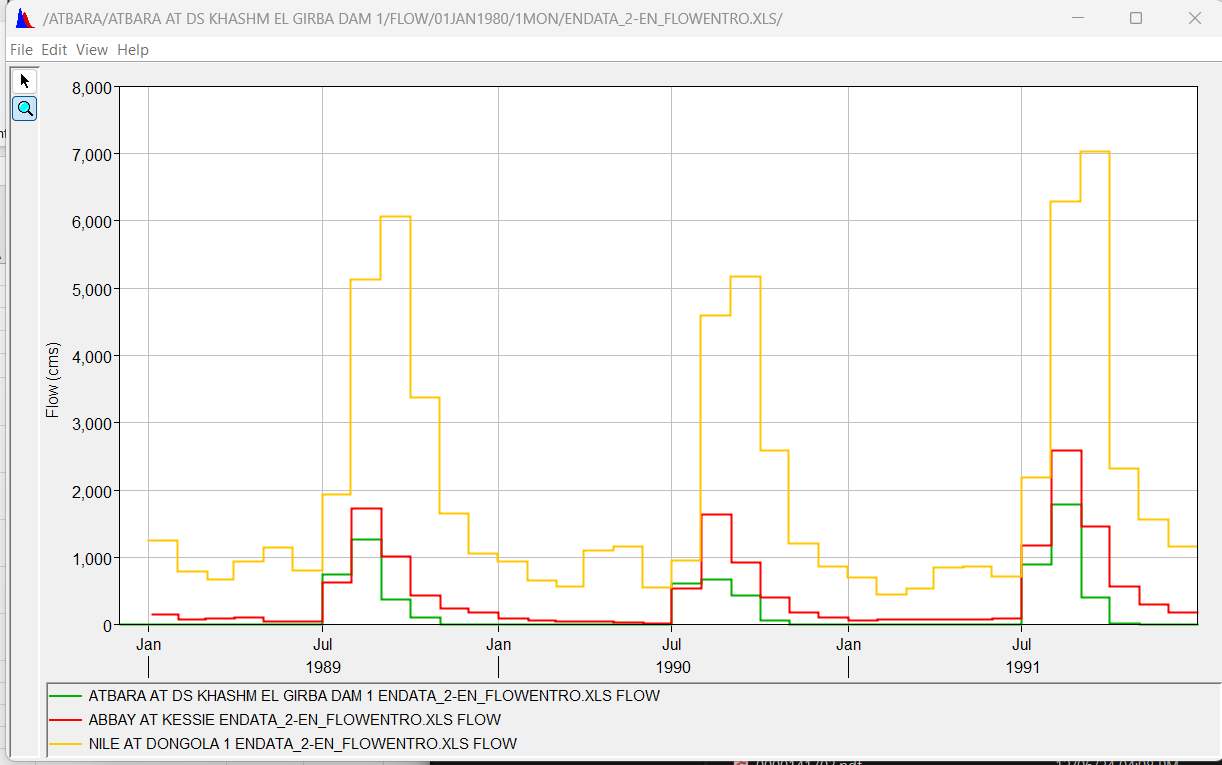 /ATBARA/ATBARA AT DS KHASHM EL GIRBA DAM 1/FLOW/01JAN1980/1MON/ENDATA_2-EN_FLOWENTRO.XLS/
File Edit View Help
8,000
7,000
6,000
5,000
4,000
3,000
2,000
1,000
0
Flow (cms)
Jan Jul Jan Jul Jan Jul
1989 1990 1991
ATBARA AT DS KHASHM EL GIRBA DAM 1 ENDATA_2-EN_FLOWENTRO.XLS FLOW
ABBAY AT KESSIE ENDATA_2-EN_FLOWENTRO.XLS FLOW
NILE AT DONGOLA 1 ENDATA_2-EN_FLOWENTRO.XLS FLOW